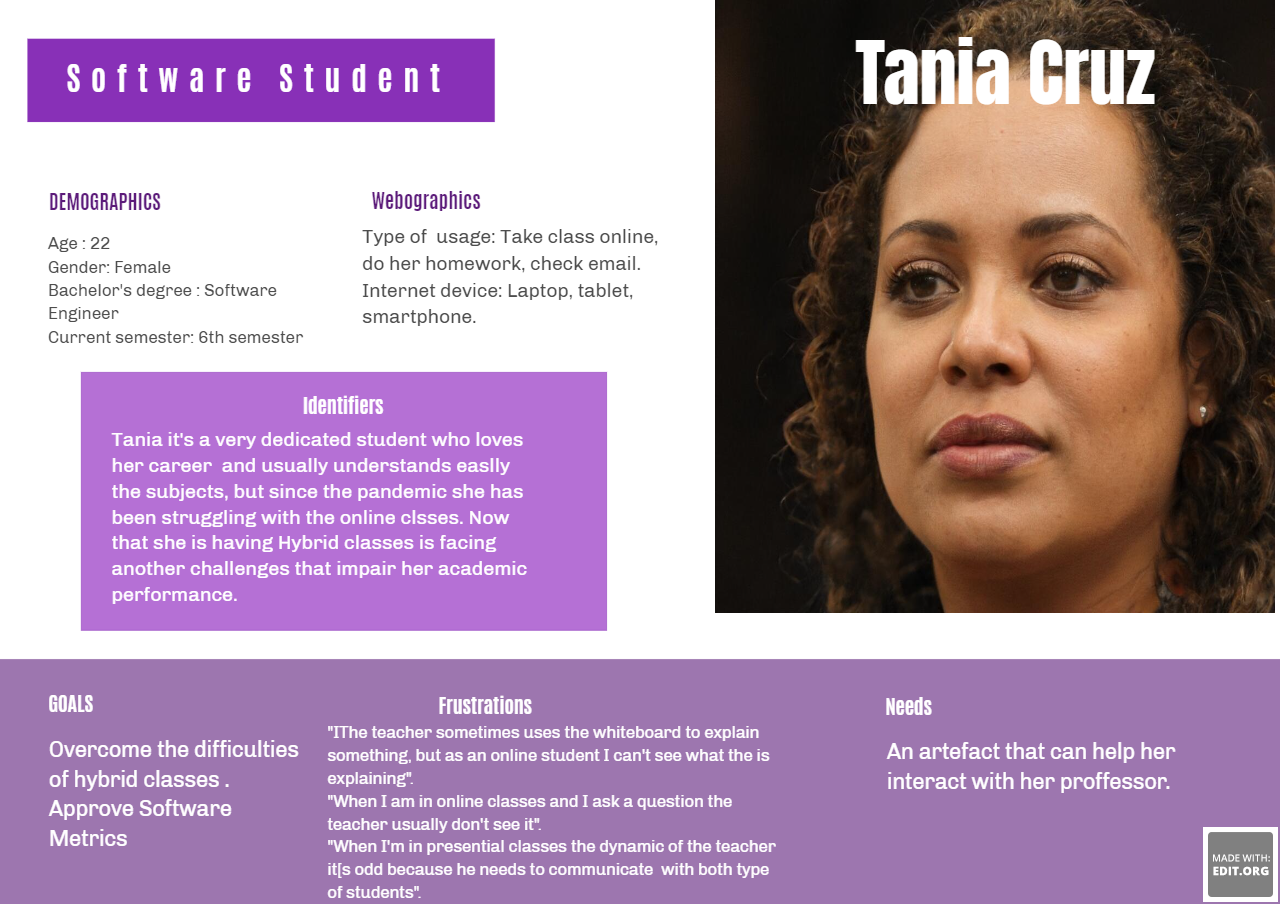 Software Student
Tania Cruz
DEMOGRAPHICS
Age : 22
Gender: Female
Bachelor's degree : Software
Engineer
Current semester: 6th semester
Webographics
Type of  usage: Take class online,
do her homework, check email.
Internet device: Laptop, tablet,
smartphone.
Identifiers
Tania it's a very dedicated student who loves
her career  and usually understands easlly
the subjects, but since the pandemic she has
been struggling with the online clsses. Now
that she is having Hybrid classes is facing
another challenges that impair her academic
performance.
GOALS
Overcome the difficulties
of hybrid classes .
Approve Software
Metrics
Frustrations
"IThe teacher sometimes uses the whiteboard to explain
something, but as an online student I can't see what the is
explaining".
"When I am in online classes and I ask a question the
teacher usually don't see it".
"When I'm in presential classes the dynamic of the teacher
it[s odd because he needs to communicate  with both type
of students".
Needs
An artefact that can help her
interact with her proffessor.
MADE WITH:
EDIT.ORG